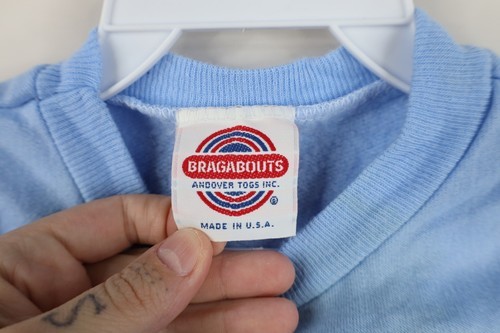 BRAGABOUTS
ANDOVER TOGS INC.
®
MADE IN U.S.A.